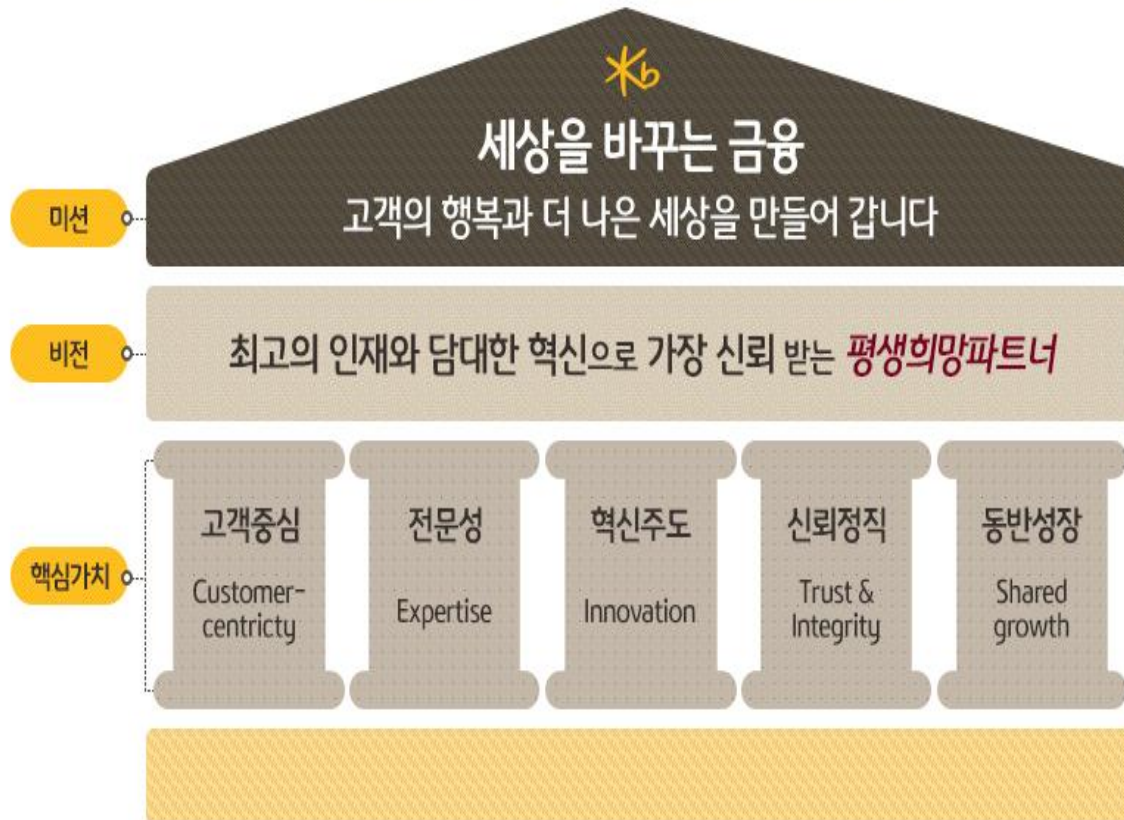 Kb
세상을 바꾸는 금융
미션
고객의 행복과 더 나은 세상을 만들어 갑니다
비전
최고의 인재와 담대한 혁신으로 가장 신뢰 받는 평생희망파트너
핵심가치
고객중심
Customer-
centricty
전문성
Expertise
혁신주도
Innovation
신뢰정직
Trust &
Integrity
동반성장
Shared
growth